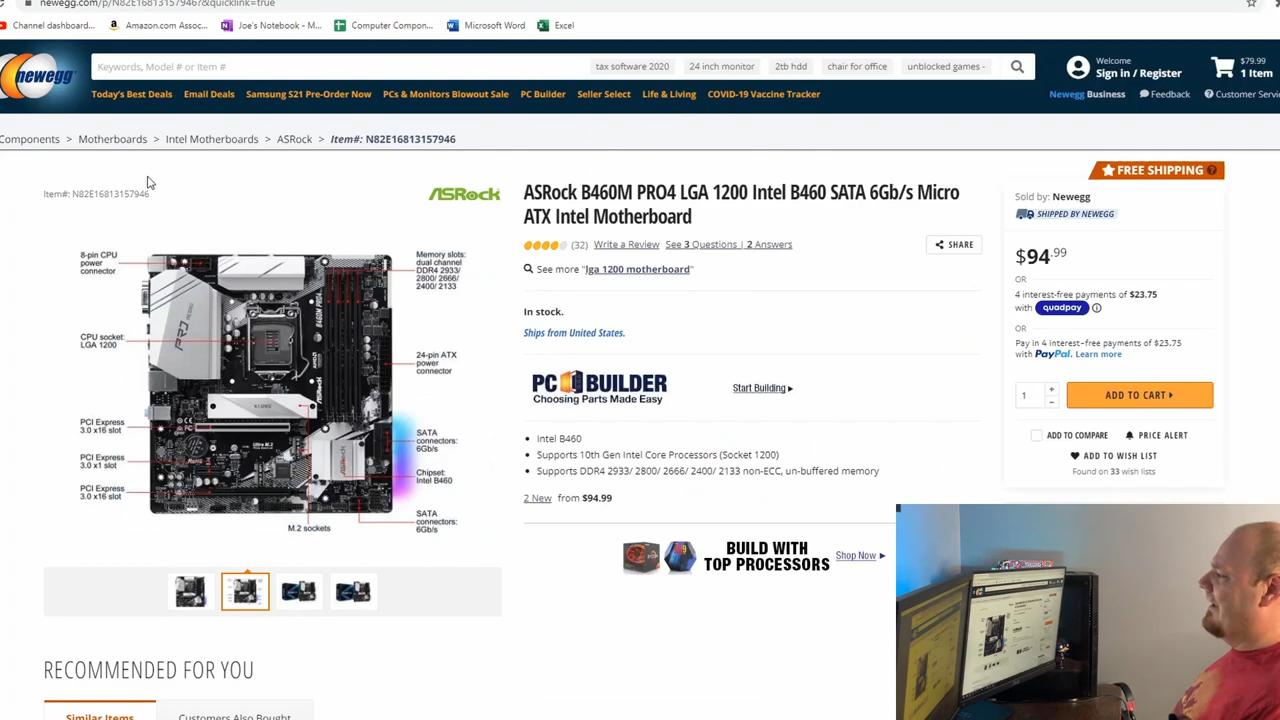 newegg.com/p/N82E16813157946?&quicklink=true
Channel dashboard... Amazon.com Assoc... Joe's Notebook - M... Computer Compon... Microsoft Word Excel
newegg
Keywords, Model # or Item # tax software 2020 24 inch monitor 2tb hdd chair for office unblocked games -
Welcome
Sign in / Register
$79.99
1 Item
Today's Best Deals Email Deals Samsung S21 Pre-Order Now PCs & Monitors Blowout Sale PC Builder Seller Select Life & Living COVID-19 Vaccine Tracker Newegg Business Feedback Customer Servi
Components > Motherboards > Intel Motherboards > ASRock > Item#: N82E16813157946
Item#: N82E16813157946
ASRock
8-pin CPU
power
connector
Memory slots:
dual channel
DDR4 2933/
2800/ 2666/
2400/ 2133
CPU socket:
LGA 1200
24-pin ATX
power
connector
PCI Express
3.0 x16 slot
PCI Express
3.0 x1 slot
PCI Express
3.0 x16 slot
SATA
connectors:
6Gb/s
Chipset:
Intel B460
SATA
connectors:
6Gb/s
M.2 sockets
ASRock B460M PRO4 LGA 1200 Intel B460 SATA 6Gb/s Micro
ATX Intel Motherboard
(32) Write a Review See 3 Questions | 2 Answers
SHARE
See more "lga 1200 motherboard"
In stock.
Ships from United States.
PC BUILDER
Choosing Parts Made Easy
Start Building
Intel B460
Supports 10th Gen Intel Core Processors (Socket 1200)
Supports DDR4 2933/ 2800/ 2666/ 2400/ 2133 non-ECC, un-buffered memory
2 New from $94.99
BUILD WITH
TOP PROCESSORS
Shop Now
FREE SHIPPING
Sold by: Newegg
SHIPPED BY NEWEGG
$94.99
OR
4 interest-free payments of $23.75
with quadpay
OR
Pay in 4 interest-free payments of $23.75
with PayPal. Learn more
1 ADD TO CART
ADD TO COMPARE PRICE ALERT
ADD TO WISH LIST
Found on 33 wish lists
RECOMMENDED FOR YOU
Similar Items Customers Also Bought